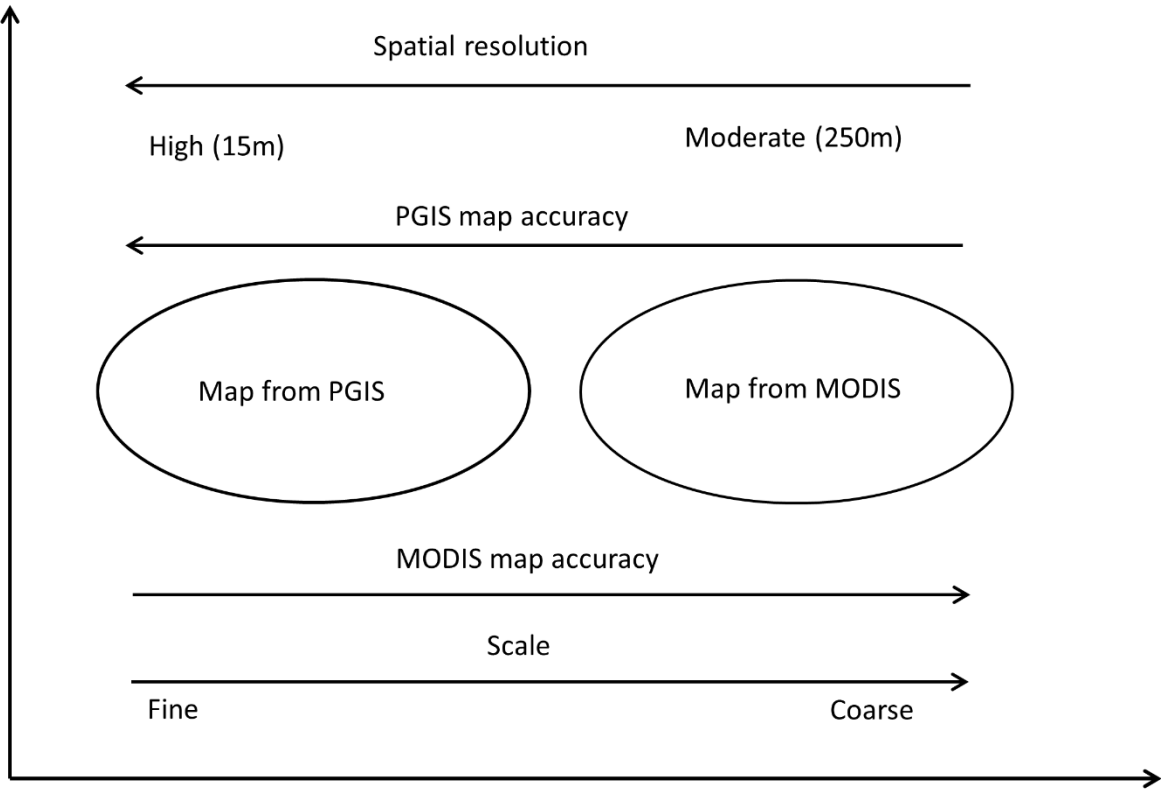 Spatial resolution
High (15m)
Moderate (250m)
PGIS map accuracy
Map from PGIS
Map from MODIS
MODIS map accuracy
Scale
Fine
Coarse